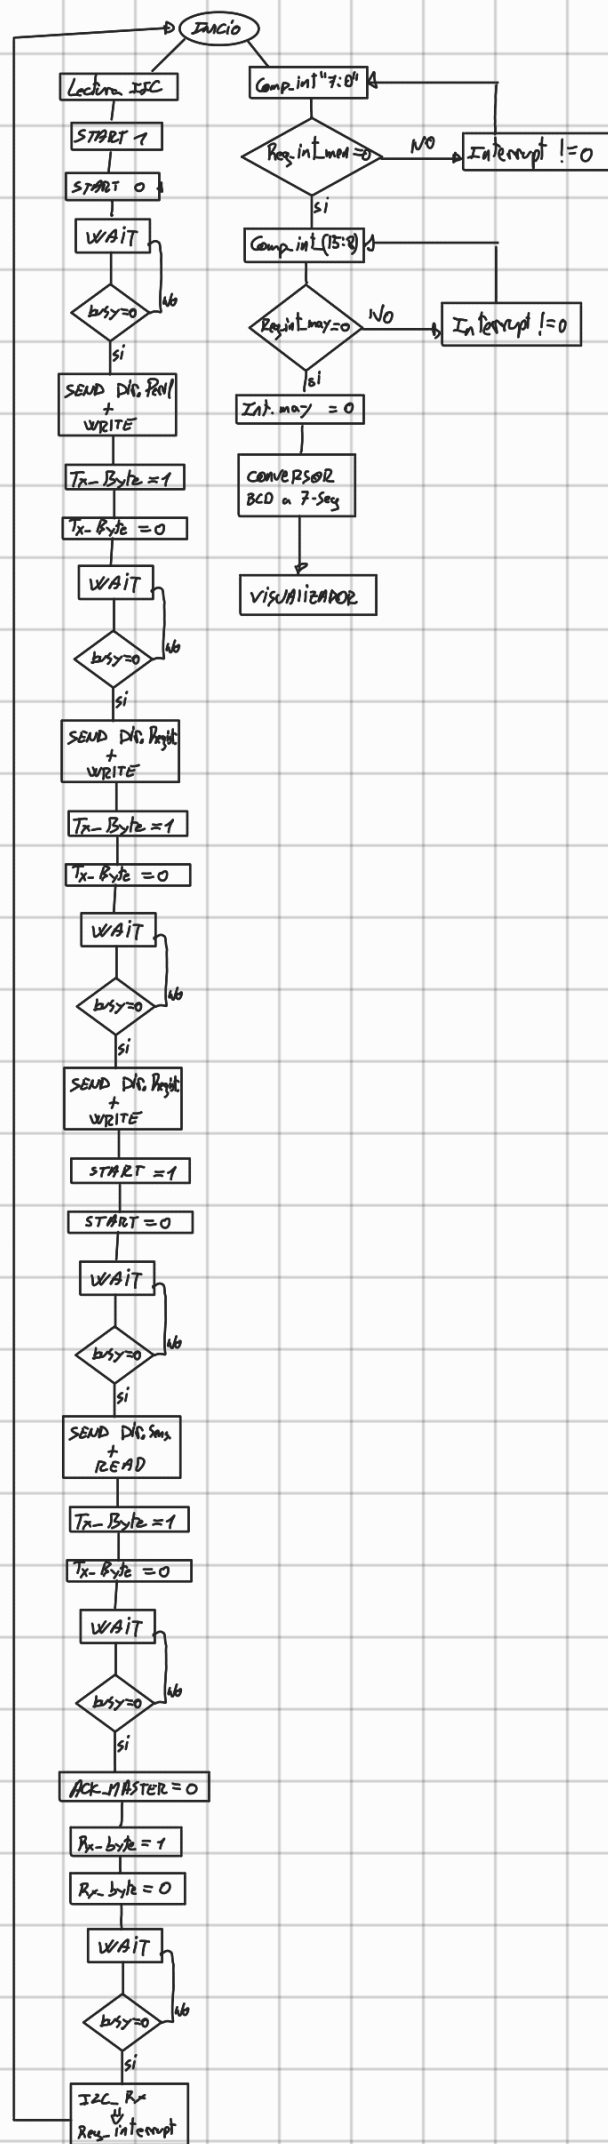 INICIO
Lectura I2C
START 1
START 0
WAIT
busy=0
No
si
SEND Dir. Perif
+
WRITE
Tx_Byte=1
Tx_Byte=0
WAIT
busy=0
No
si
SEND Dir. Regist
+
WRITE
Tx_Byte=1
Tx_Byte=0
WAIT
busy=0
No
si
SEND Dir. Regist
+
WRITE
START =1
START =0
WAIT
busy=0
No
si
SEND Dir. Sens.
+
READ
Tx_Byte=1
Tx_Byte=0
WAIT
busy=0
No
si
ACK_MASTER=0
Rx_byte=1
Rx_byte=0
WAIT
busy=0
No
si
I2C_Rx
⇓
Reg_interrupt
Comp_int"7:0"
Reg_int_men=0
NO
Interrupt !=0
si
Comp_int_(15:8)
Reg_int_may=0
NO
Interrupt !=0
si
Int.may =0
CONVERSOR
BCD a 7-Seg
VISUALIZADOR